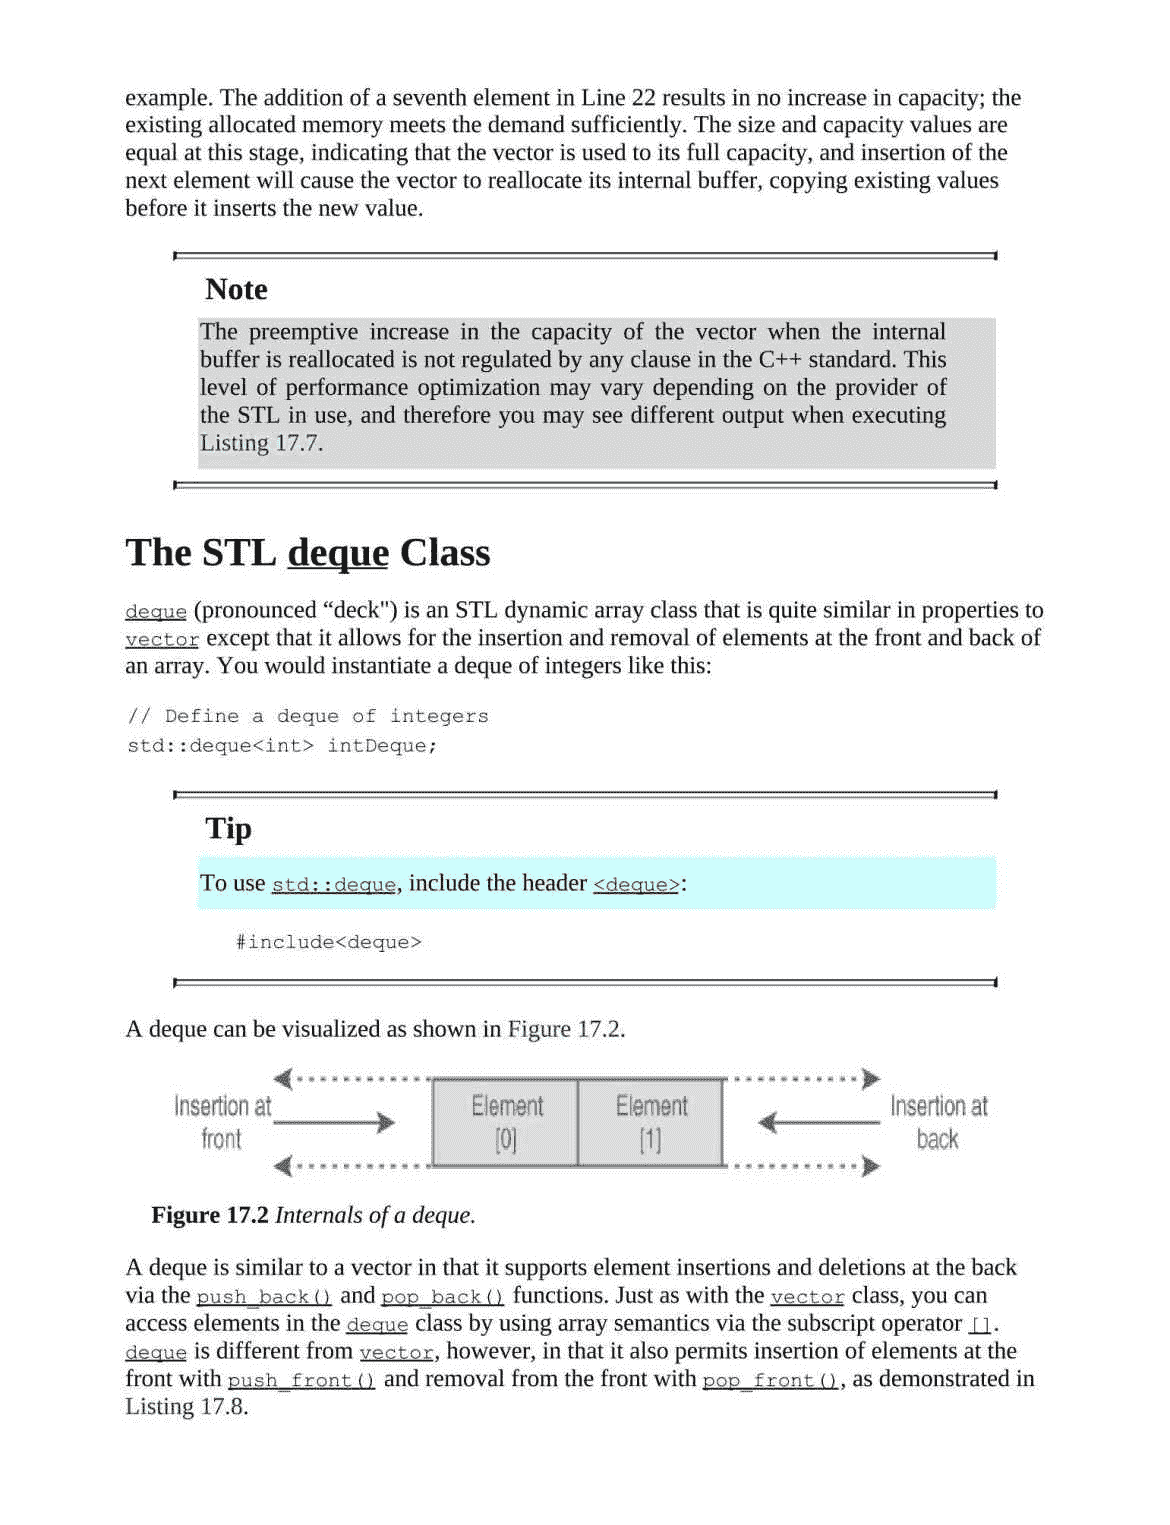 example. The addition of a seventh element in Line 22 results in no increase in capacity; the
existing allocated memory meets the demand sufficiently. The size and capacity values are
equal at this stage, indicating that the vector is used to its full capacity, and insertion of the
next element will cause the vector to reallocate its internal buffer, copying existing values
before it inserts the new value.
Note
The preemptive increase in the capacity of the vector when the internal
buffer is reallocated is not regulated by any clause in the C++ standard. This
level of performance optimization may vary depending on the provider of
the STL in use, and therefore you may see different output when executing
Listing 17.7.
The STL deque Class
deque (pronounced “deck") is an STL dynamic array class that is quite similar in properties to
vector except that it allows for the insertion and removal of elements at the front and back of
an array. You would instantiate a deque of integers like this:
// Define a deque of integers
std::deque<int> intDeque;
Tip
To use std::deque, include the header <deque>:
#include<deque>
A deque can be visualized as shown in Figure 17.2.
Insertion at
front
Element
[0]
Element
[1]
Insertion at
back
Figure 17.2 Internals of a deque.
A deque is similar to a vector in that it supports element insertions and deletions at the back
via the push_back() and pop_back() functions. Just as with the vector class, you can
access elements in the deque class by using array semantics via the subscript operator [].
deque is different from vector, however, in that it also permits insertion of elements at the
front with push_front() and removal from the front with pop_front(), as demonstrated in
Listing 17.8.